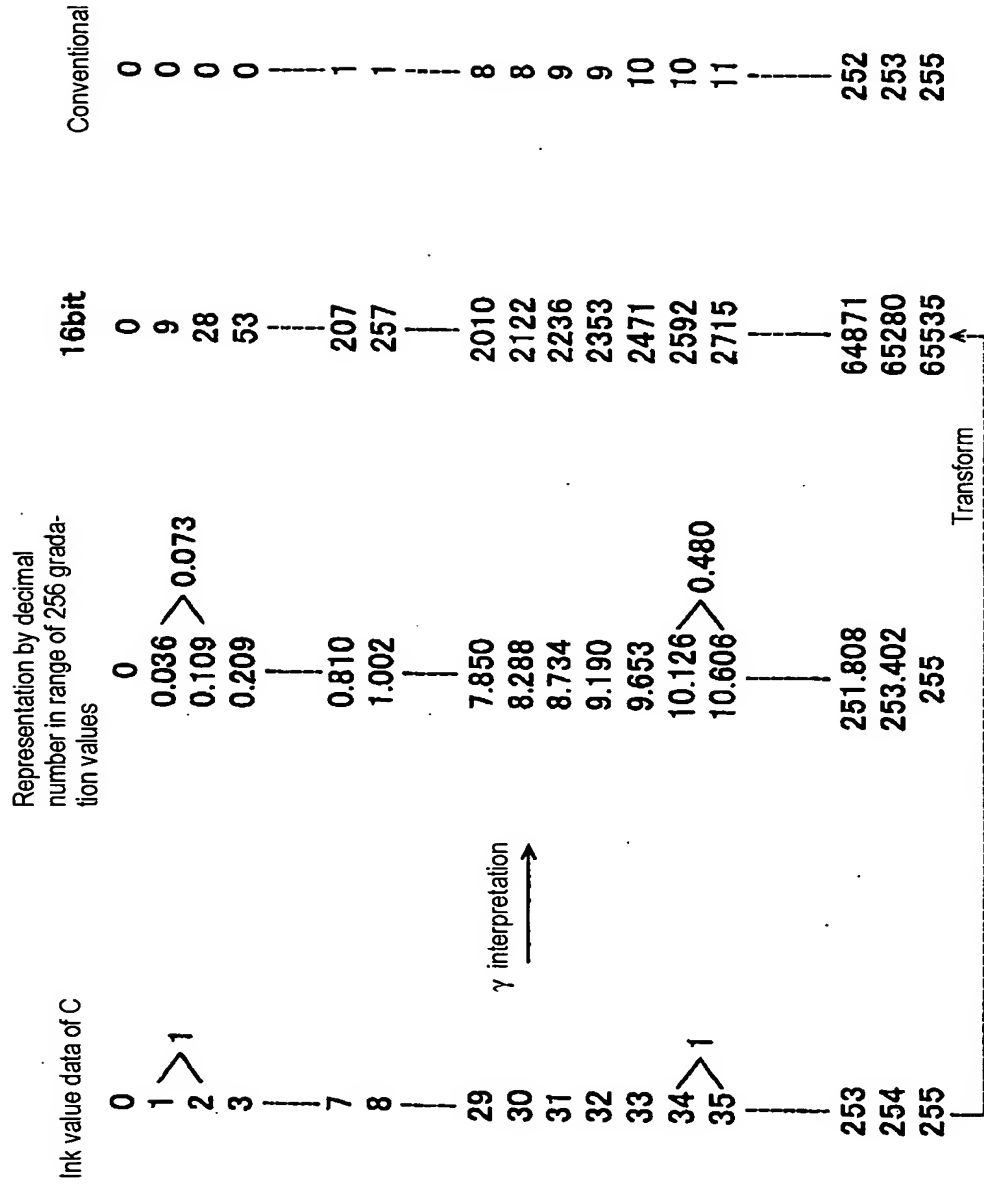 Representation by decimal
number in range of 256 grada-
tion values
Ink value data of C 16bit Conventional
0 0 0 0
1 0.036 9 0
1 0.073
2 0.109 28 0
3 0.209 53 0
7 0.810 207 1
8 1.002 257 1
29 7.850 2010 8
30 γ interpretation 8.288 2122 8
31 8.734 2236 9
32 9.190 2353 9
33 9.653 2471 10
34 10.126 2592 10
1 0.480
35 10.606 2715 11
253 251.808 64871 252
254 253.402 65280 253
255 255 65535 255
Transform